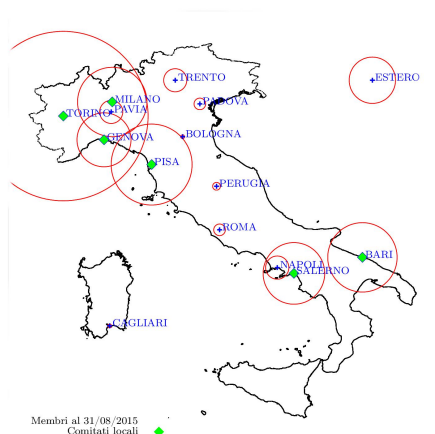 TRENTO
ESTERO
MILANO
PADOVA
PAVIA
TORINO
BOLOGNA
GENOVA
PISA
PERUGIA
ROMA
BARI
NAPOLI
SALERNO
CAGLIARI
Membri al 31/08/2015
Comitati locali